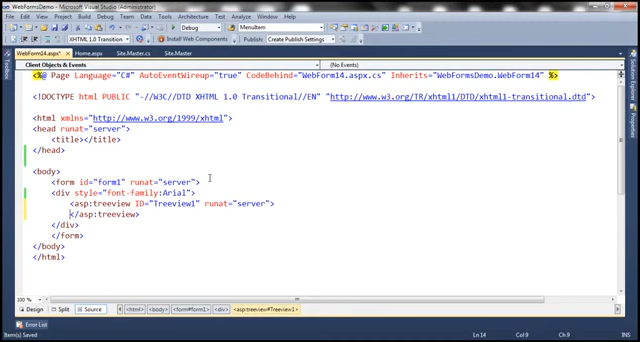 WebFormsDemo - Microsoft Visual Studio (Administrator)
File Edit View Project Build Debug Team Data Tools Architecture Test Analyze Window Help
Debug
XHTML 1.0 Transition Install Web Components Publish: Create Publish Settings
WebForm14.aspx* Home.aspx Site.Master.cs Site.Master
Client Objects & Events (No Events)
<%@ Page Language="C#" AutoEventWireup="true" CodeBehind="WebForm14.aspx.cs" Inherits="WebFormsDemo.WebForm14" %>
<!DOCTYPE html PUBLIC "-//W3C//DTD XHTML 1.0 Transitional//EN" "http://www.w3.org/TR/xhtml1/DTD/xhtml1-transitional.dtd">
<html xmlns="http://www.w3.org/1999/xhtml">
<head runat="server">
<title></title>
</head>
<body>
<form id="form1" runat="server">
<div style="font-family:Arial">
<asp:treeview ID="Treeview1" runat="server">
</asp:treeview>
</div>
</form>
</body>
</html>
100 %
Design Split Source <html> <body> <form#form1> <div> <asp:treeview#Treeview1>
Error List
Item(s) Saved Ln 14 Col 9 Ch 9 INS
Toolbox
Solution Explorer
Properties